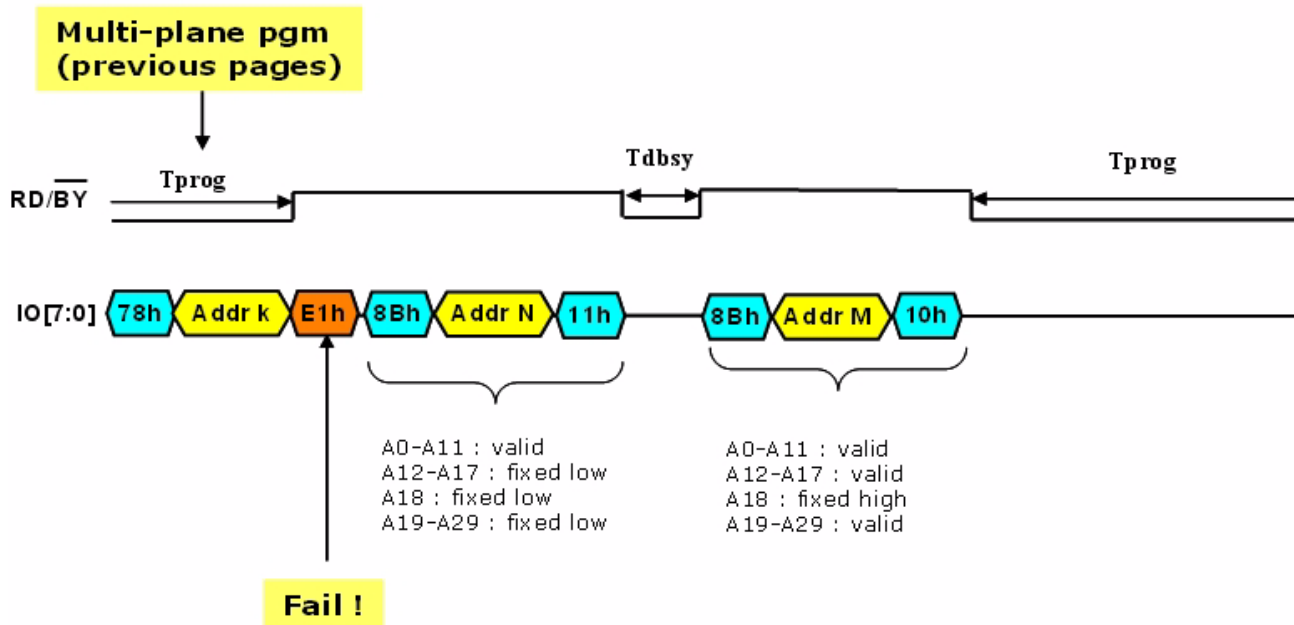 Multi-plane pgm
(previous pages)
RD/BY
Tprog
Tdbsy
Tprog
IO[7:0]
78h
Addr k
E1h
8Bh
Addr N
11h
8Bh
Addr M
10h
A0-A11 : valid
A12-A17 : fixed low
A18 : fixed low
A19-A29 : fixed low
A0-A11 : valid
A12-A17 : valid
A18 : fixed high
A19-A29 : valid
Fail !